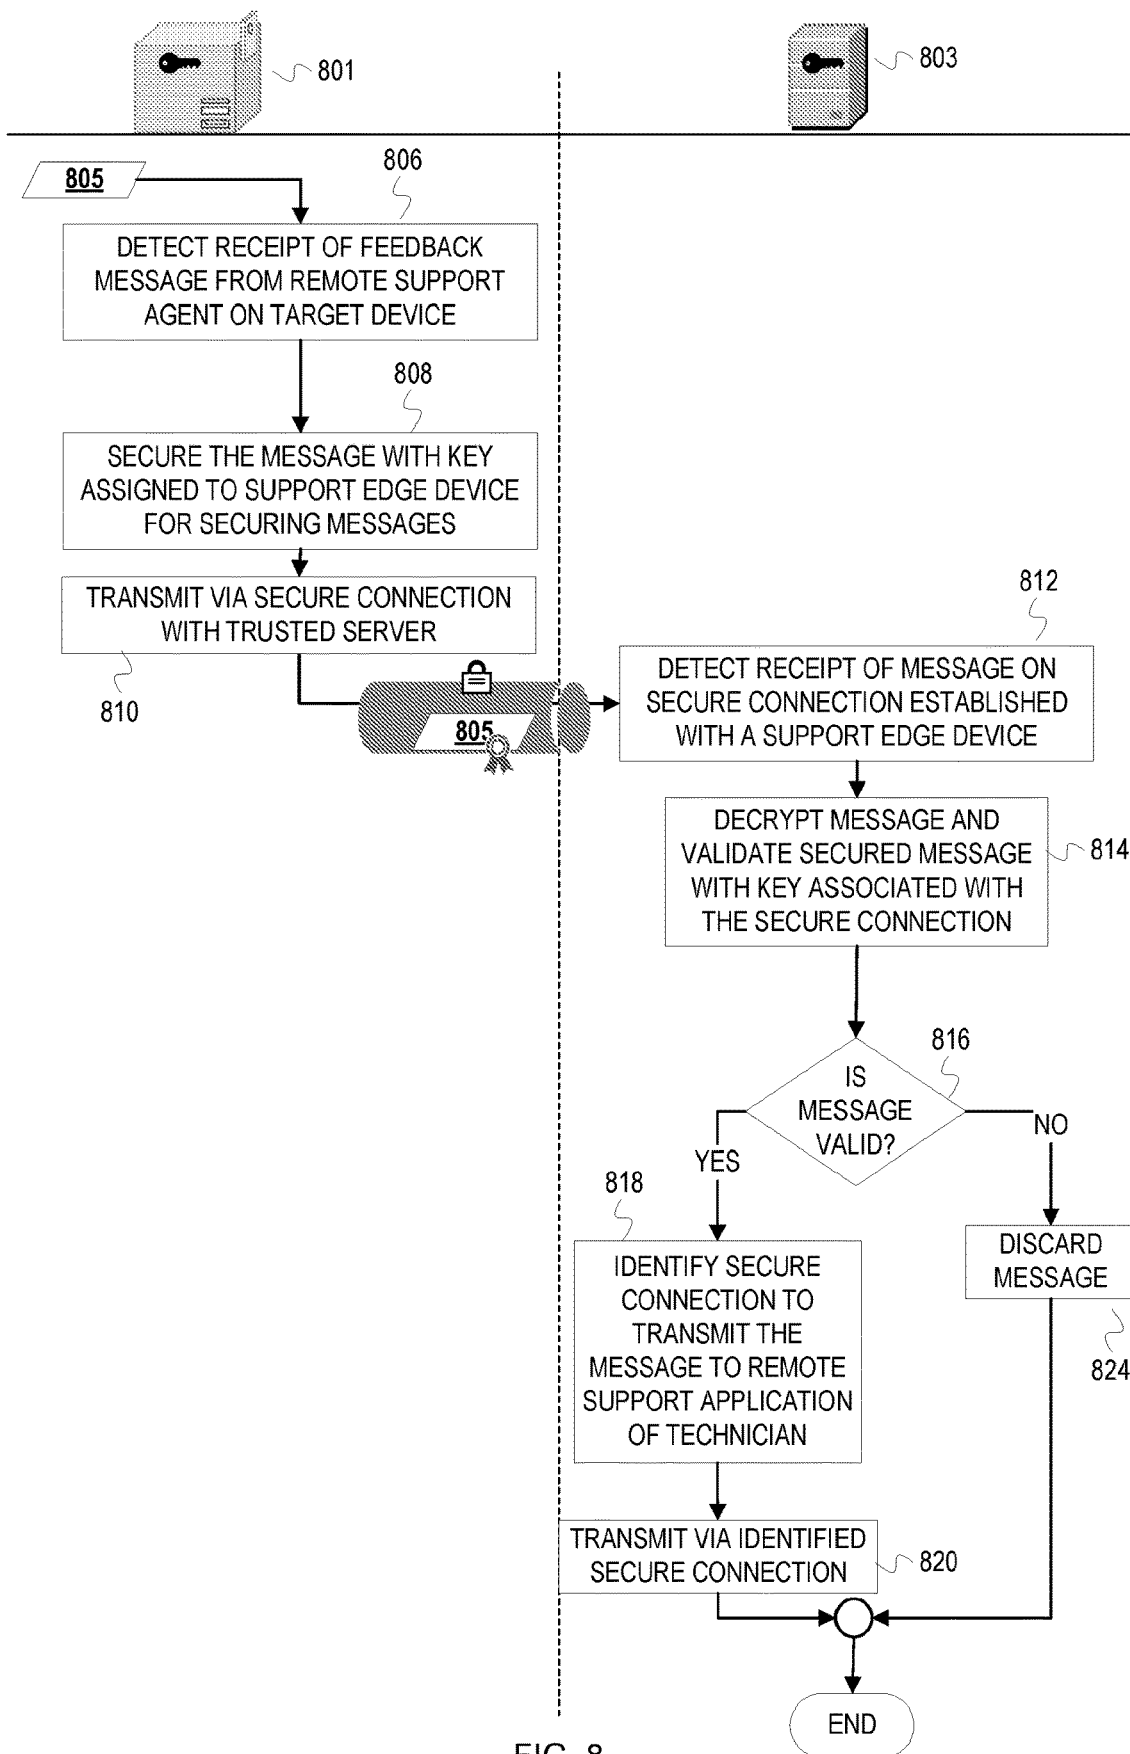 801
803
805
806
DETECT RECEIPT OF FEEDBACK
MESSAGE FROM REMOTE SUPPORT
AGENT ON TARGET DEVICE
808
SECURE THE MESSAGE WITH KEY
ASSIGNED TO SUPPORT EDGE DEVICE
FOR SECURING MESSAGES
TRANSMIT VIA SECURE CONNECTION
WITH TRUSTED SERVER
810
805
812
DETECT RECEIPT OF MESSAGE ON
SECURE CONNECTION ESTABLISHED
WITH A SUPPORT EDGE DEVICE
DECRYPT MESSAGE AND
VALIDATE SECURED MESSAGE
WITH KEY ASSOCIATED WITH
THE SECURE CONNECTION
814
816
IS
MESSAGE
VALID?
YES
NO
818
IDENTIFY SECURE
CONNECTION TO
TRANSMIT THE
MESSAGE TO REMOTE
SUPPORT APPLICATION
OF TECHNICIAN
DISCARD
MESSAGE
824
TRANSMIT VIA IDENTIFIED
SECURE CONNECTION
820
END
FIG. 8